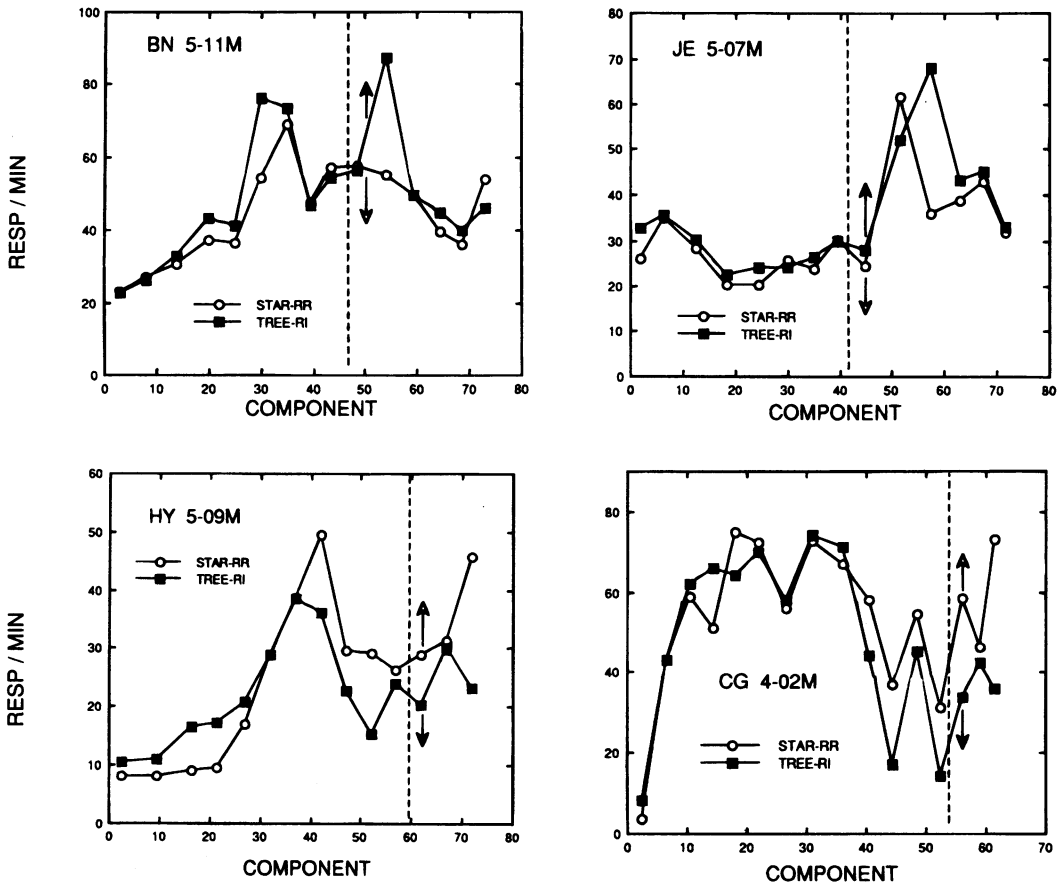 BN 5-11M
RESP / MIN
100
80
60
40
20
0
STAR-RR
TREE-RI
0 10 20 30 40 50 60 70 80
COMPONENT
JE 5-07M
80
70
60
50
40
30
20
10
0
STAR-RR
TREE-RI
0 10 20 30 40 50 60 70 80
COMPONENT
HY 5-09M
RESP / MIN
60
50
40
30
20
10
0
STAR-RR
TREE-RI
0 10 20 30 40 50 60 70 80
COMPONENT
CG 4-02M
80
60
40
20
0
STAR-RR
TREE-RI
0 10 20 30 40 50 60 70
COMPONENT